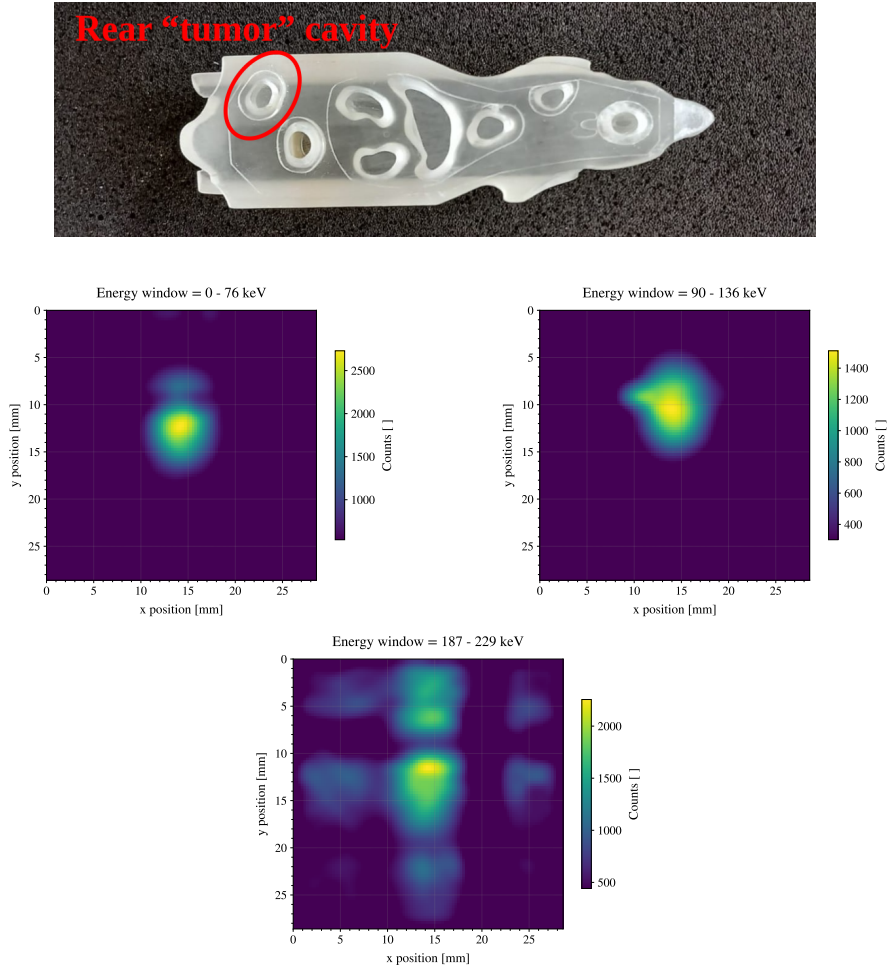 Rear “tumor” cavity
Energy window = 0 - 76 keV
0
5
10
15
20
25
y position [mm]
0 5 10 15 20 25
x position [mm]
2500
2000
1500
1000
Counts [ ]
Energy window = 90 - 136 keV
0
5
10
15
20
25
y position [mm]
0 5 10 15 20 25
x position [mm]
1400
1200
1000
800
600
400
Counts [ ]
Energy window = 187 - 229 keV
0
5
10
15
20
25
y position [mm]
0 5 10 15 20 25
x position [mm]
2000
1500
1000
500
Counts [ ]